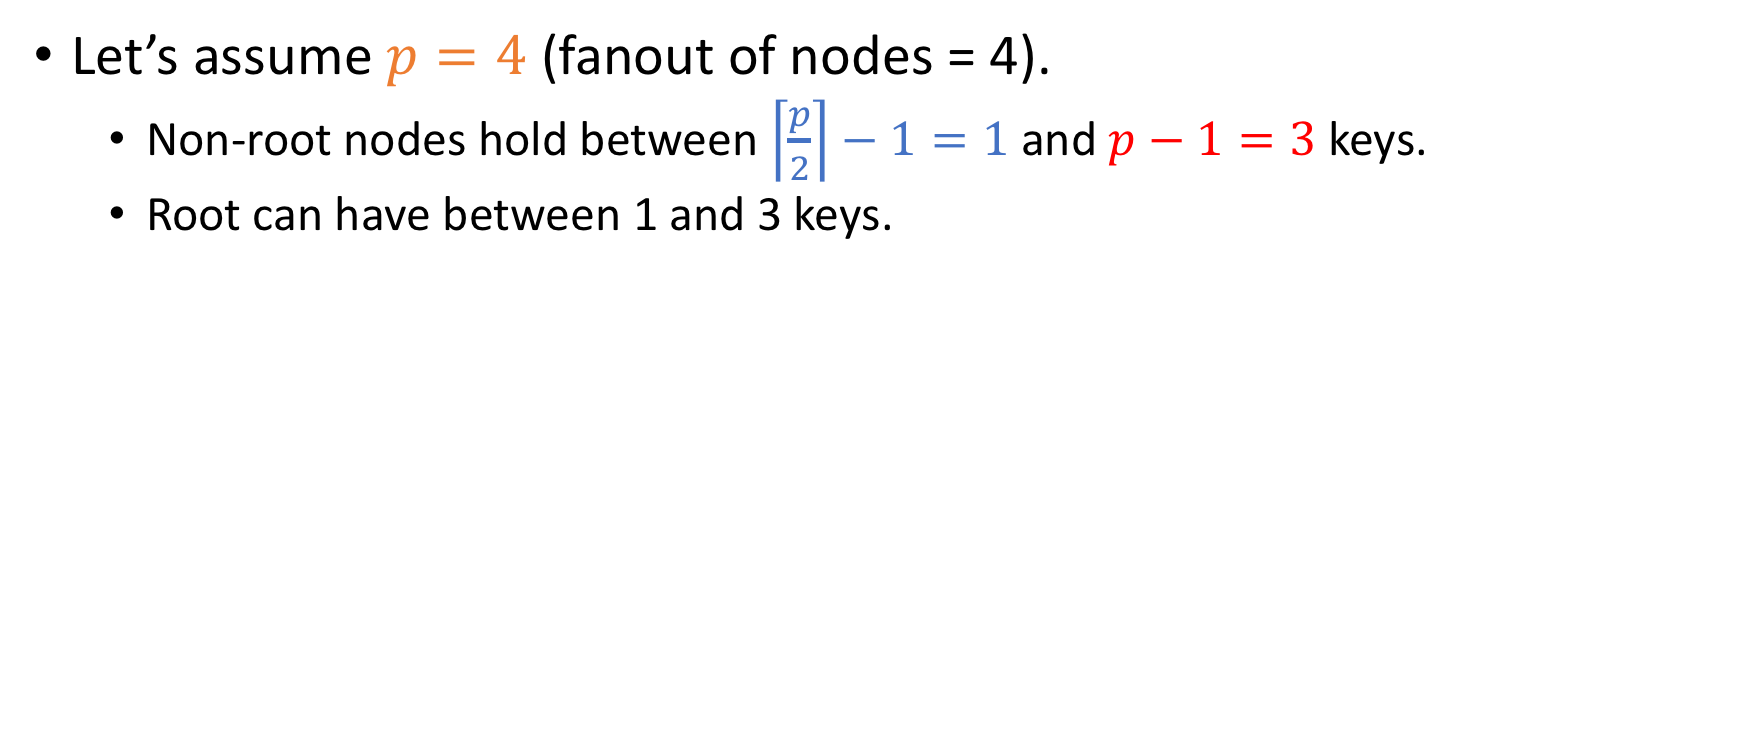 • Let’s assume p = 4 (fanout of nodes = 4).
• Non-root nodes hold between ⌈p/2⌉ − 1 = 1 and p − 1 = 3 keys.
• Root can have between 1 and 3 keys.